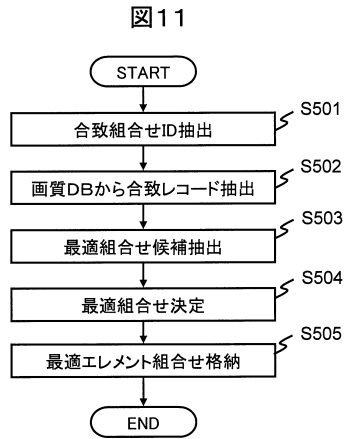 図11
START
合致組合せID抽出
S501
画質DBから合致レコード抽出
S502
最適組合せ候補抽出
S503
最適組合せ決定
S504
最適エレメント組合せ格納
S505
END